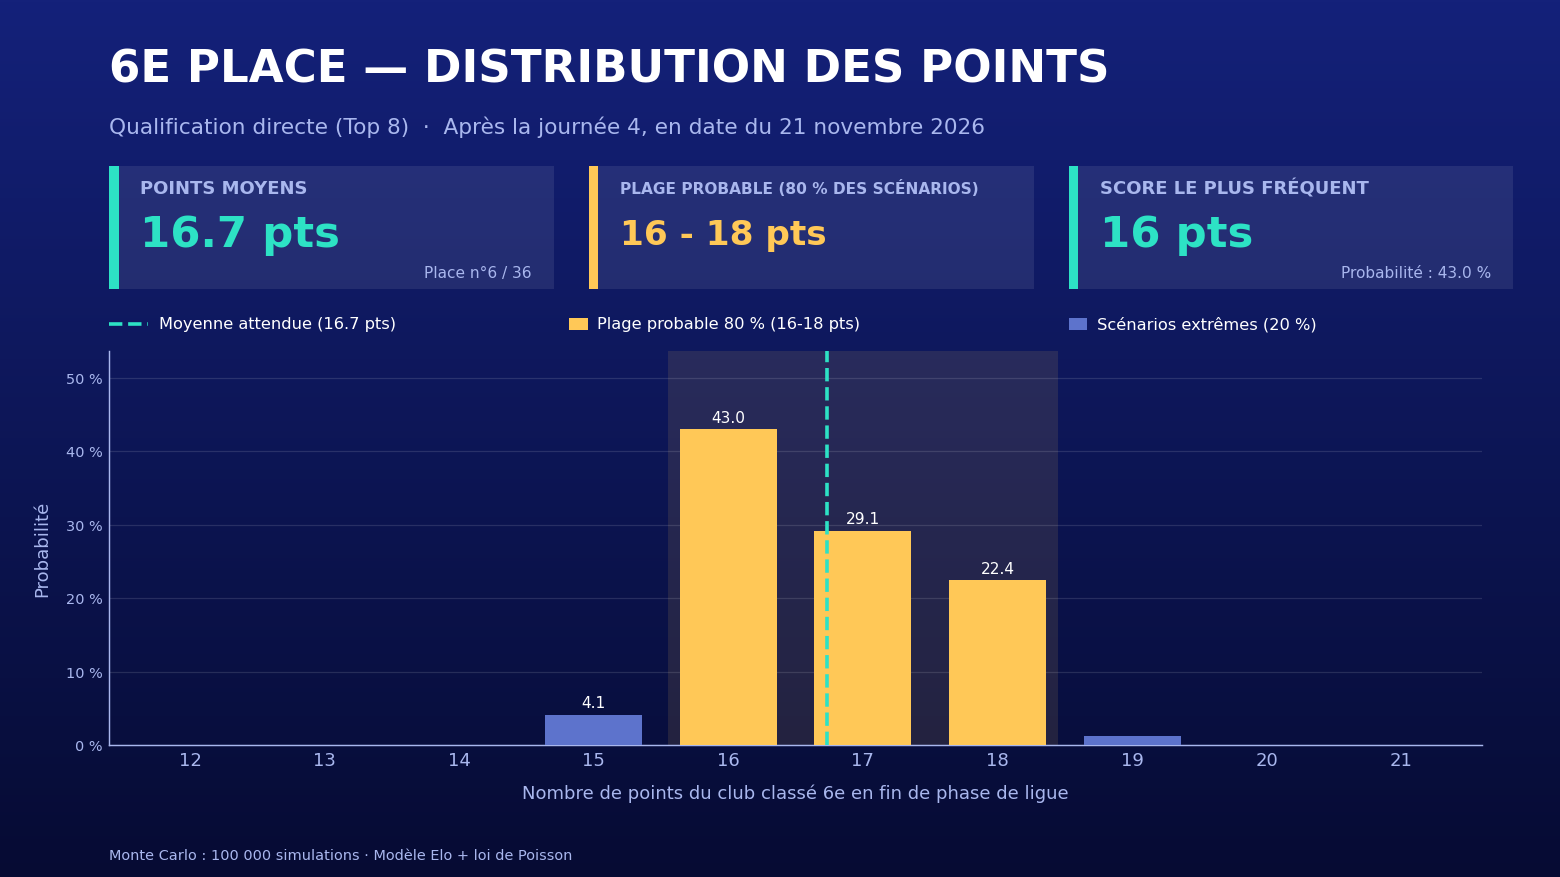 6E PLACE — DISTRIBUTION DES POINTS
Qualification directe (Top 8) · Après la journée 4, en date du 21 novembre 2026
POINTS MOYENS
16.7 pts
Place n°6 / 36
PLAGE PROBABLE (80 % DES SCÉNARIOS)
16 - 18 pts
SCORE LE PLUS FRÉQUENT
16 pts
Probabilité : 43.0 %
Moyenne attendue (16.7 pts)
Plage probable 80 % (16-18 pts)
Scénarios extrêmes (20 %)
Probabilité
50 %
40 %
30 %
20 %
10 %
0 %
4.1
43.0
29.1
22.4
12 13 14 15 16 17 18 19 20 21
Nombre de points du club classé 6e en fin de phase de ligue
Monte Carlo : 100 000 simulations · Modèle Elo + loi de Poisson